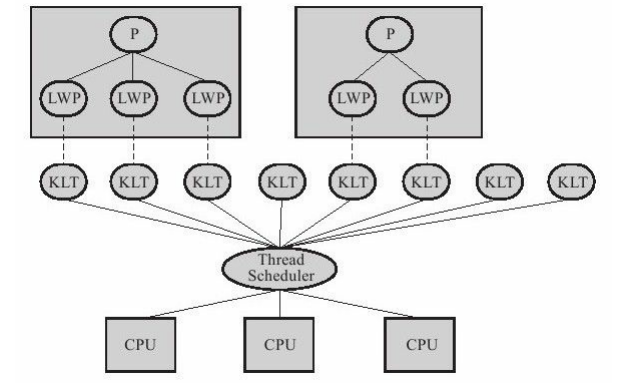 P P
LWP LWP LWP LWP LWP
KLT KLT KLT KLT KLT KLT KLT KLT
Thread
Scheduler
CPU CPU CPU